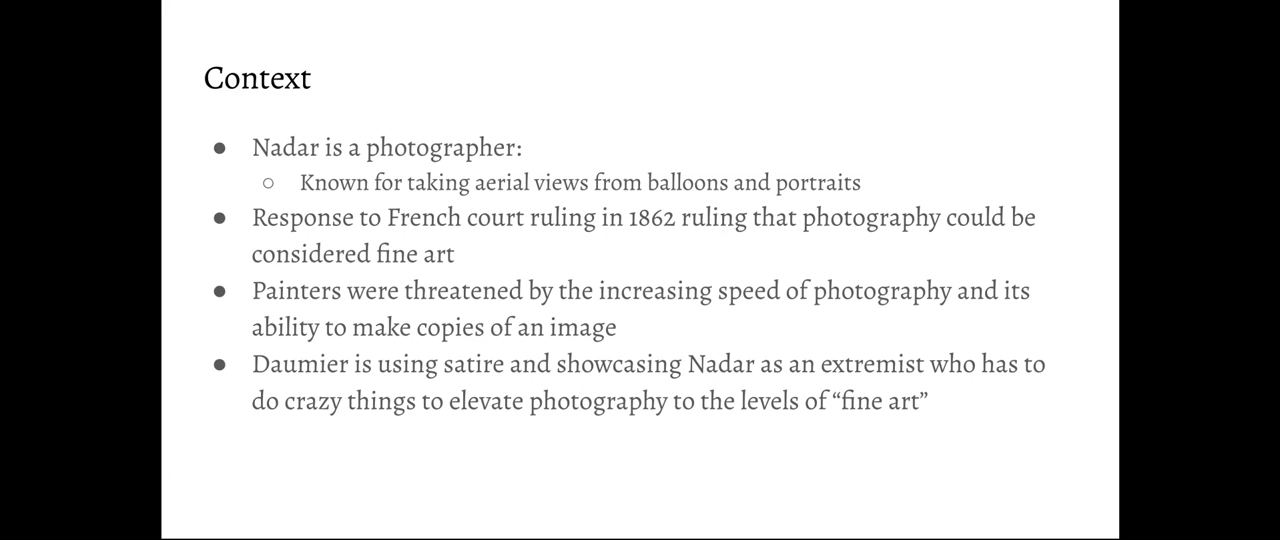 Context
● Nadar is a photographer:
○ Known for taking aerial views from balloons and portraits
● Response to French court ruling in 1862 ruling that photography could be
considered fine art
● Painters were threatened by the increasing speed of photography and its
ability to make copies of an image
● Daumier is using satire and showcasing Nadar as an extremist who has to
do crazy things to elevate photography to the levels of “fine art”